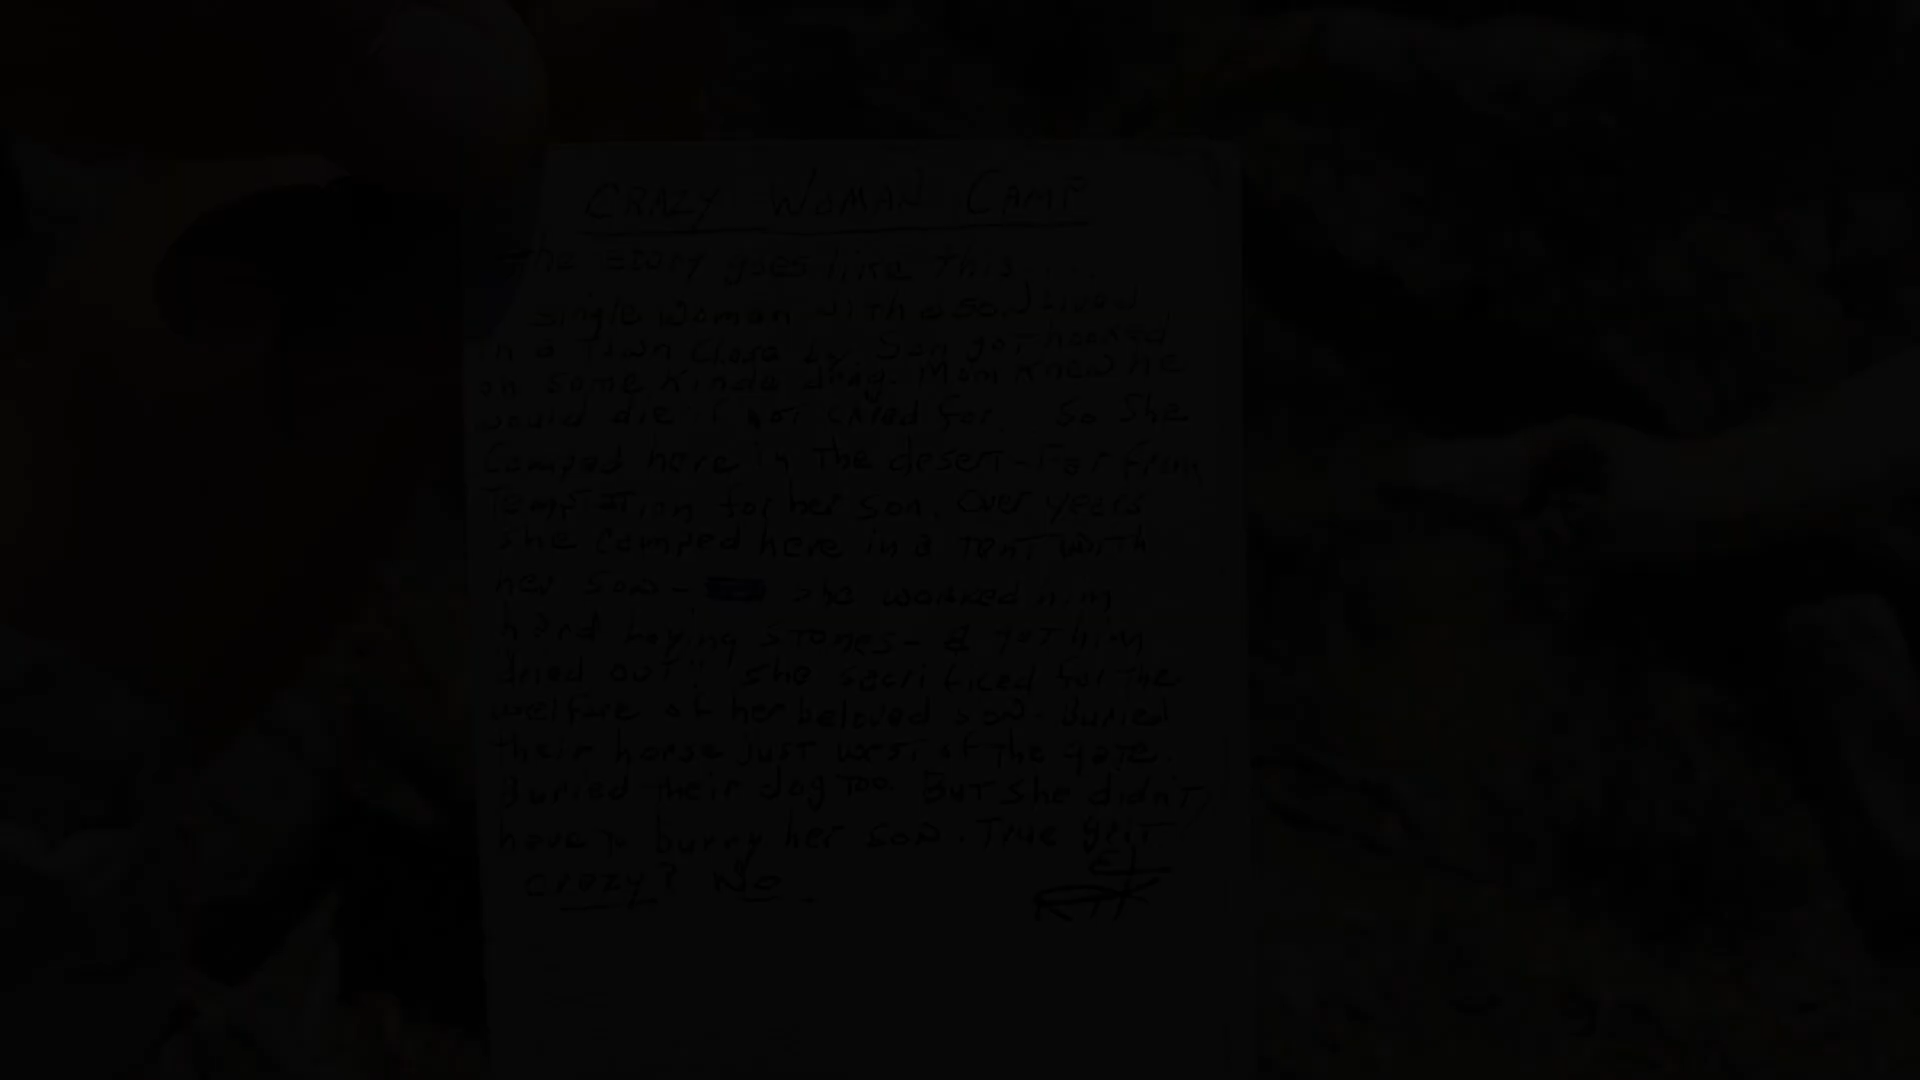 CRAZY WOMAN CAMP
The story goes like this....
single woman with a son lived
in a town close by. Son got hooked
on some kinda drug. Mom knew he
would die if not cared for. So she
Camped here in the desert - Far from
Temptation for her son. Over years
she camped here in a Tent with
her son - she worked him
hard laying stones - & got him
dried out". She sacrificed for the
welfare of her beloved son - buried
their horse just west of the gate.
Buried their dog too. But she didn't
have to burry her son. True grit
crazy? No.